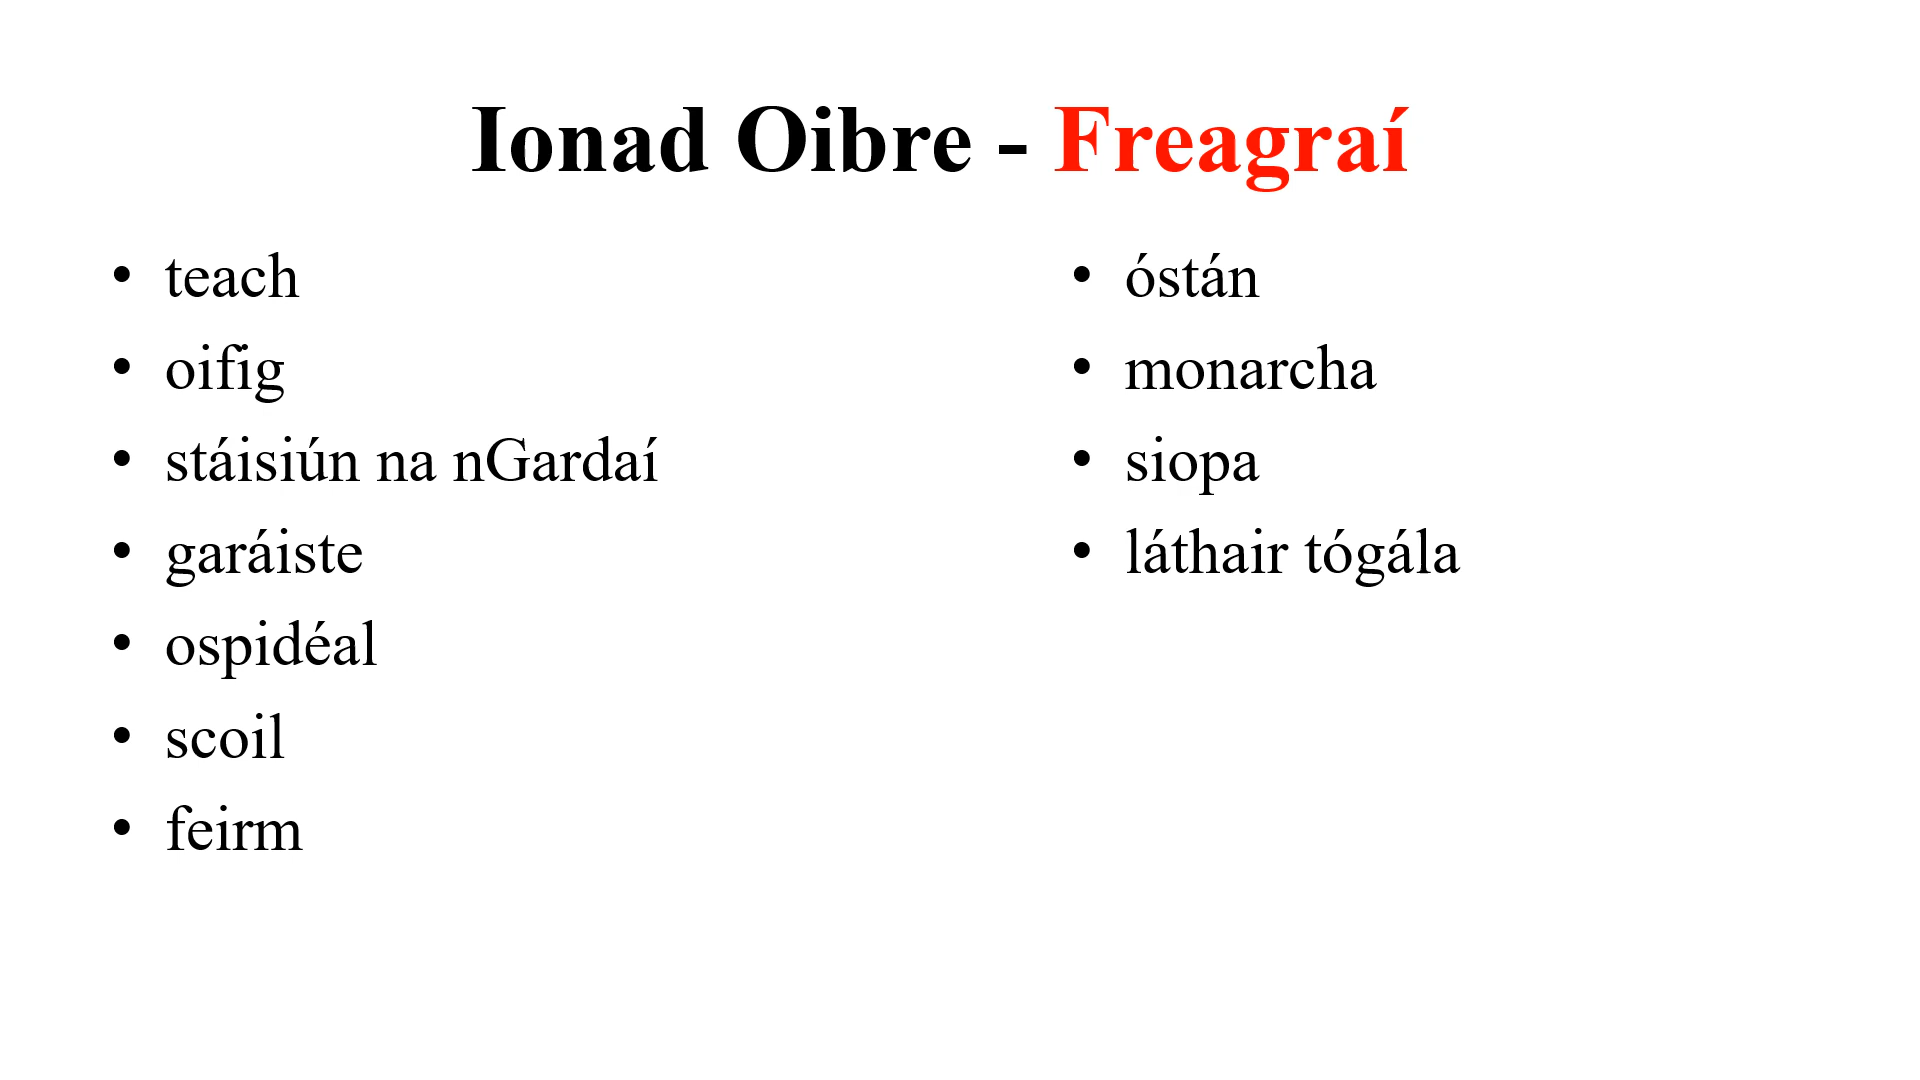 Ionad Oibre - Freagraí
• teach
• oifig
• stáisiún na nGardaí
• garáiste
• ospidéal
• scoil
• feirm
• óstán
• monarcha
• siopa
• láthair tógála